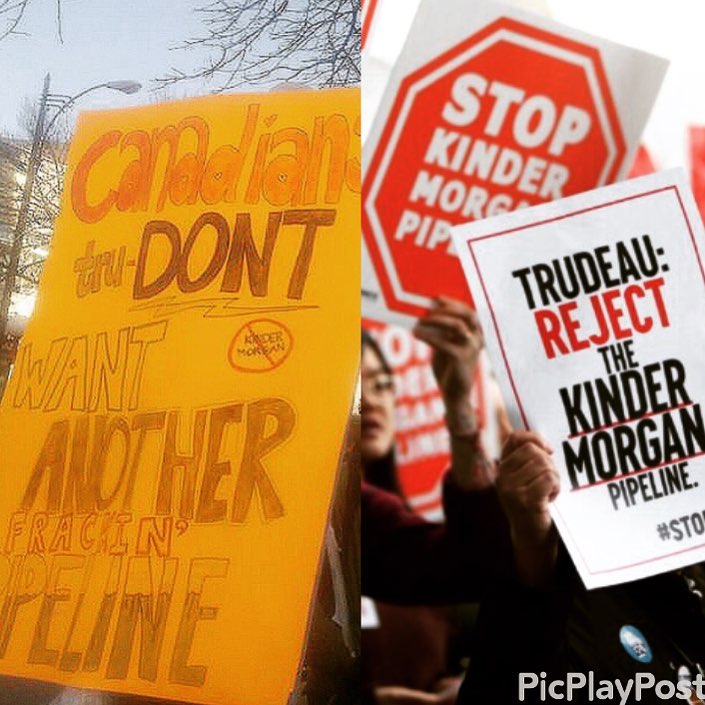 Canadians
tru-DONT
WANT
KINDER
MORGAN
ANOTHER
FRACKIN'
PIPELINE
STOP
KINDER
MORGAN
PIP
TRUDEAU:
REJECT
THE
KINDER
MORGAN
PIPELINE.
#STO
PicPlayPost